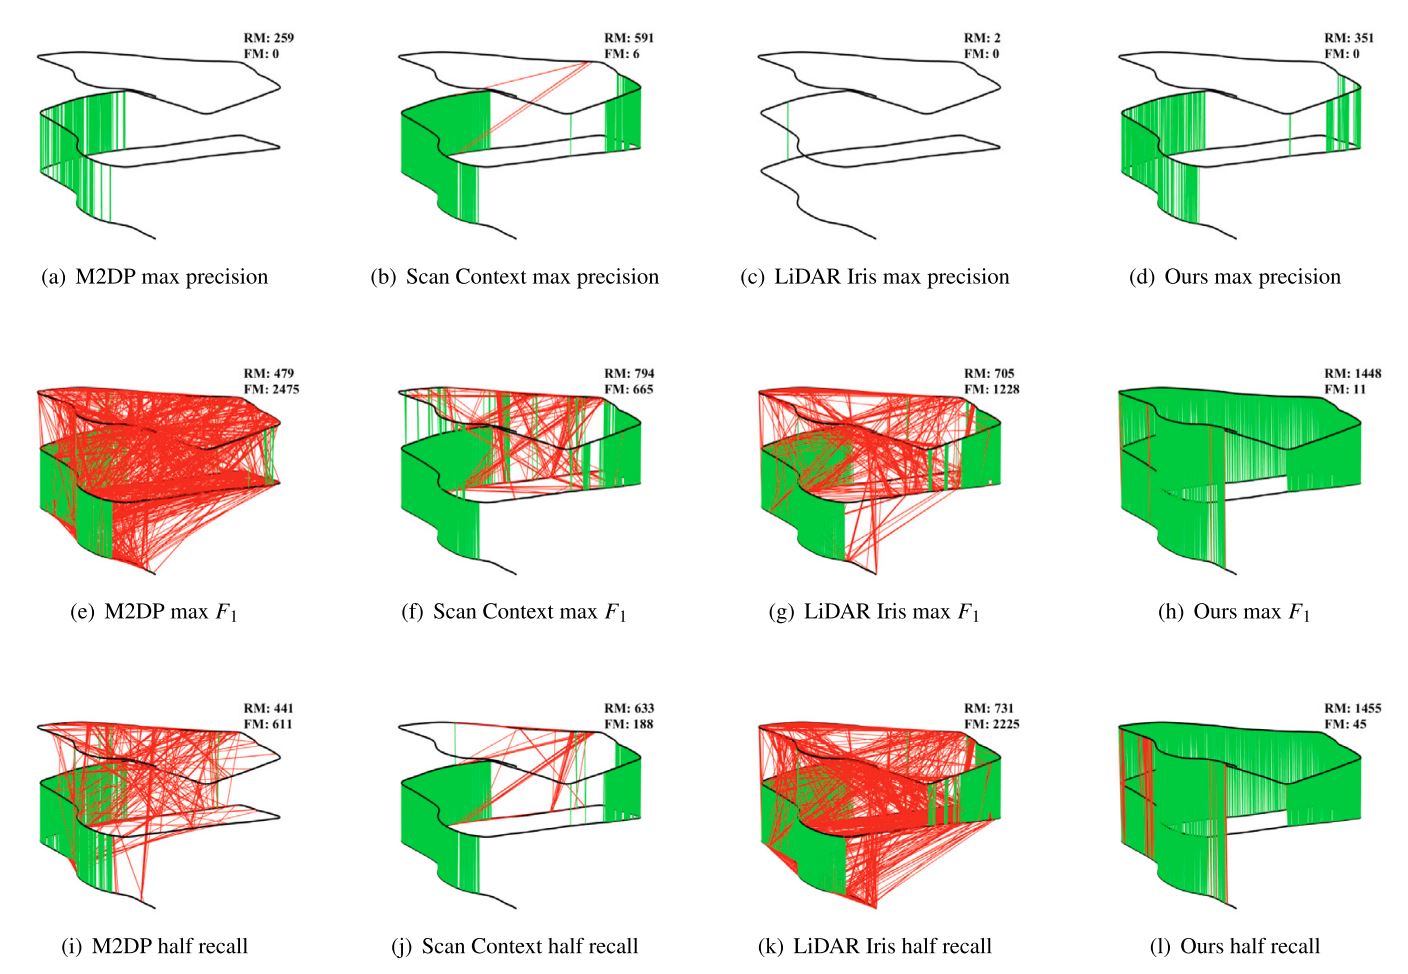 RM: 259
FM: 0
RM: 591
FM: 6
RM: 2
FM: 0
RM: 351
FM: 0
(a) M2DP max precision
(b) Scan Context max precision
(c) LiDAR Iris max precision
(d) Ours max precision
RM: 479
FM: 2475
RM: 794
FM: 665
RM: 705
FM: 1228
RM: 1448
FM: 11
(e) M2DP max F1
(f) Scan Context max F1
(g) LiDAR Iris max F1
(h) Ours max F1
RM: 441
FM: 611
RM: 633
FM: 188
RM: 731
FM: 2225
RM: 1455
FM: 45
(i) M2DP half recall
(j) Scan Context half recall
(k) LiDAR Iris half recall
(l) Ours half recall